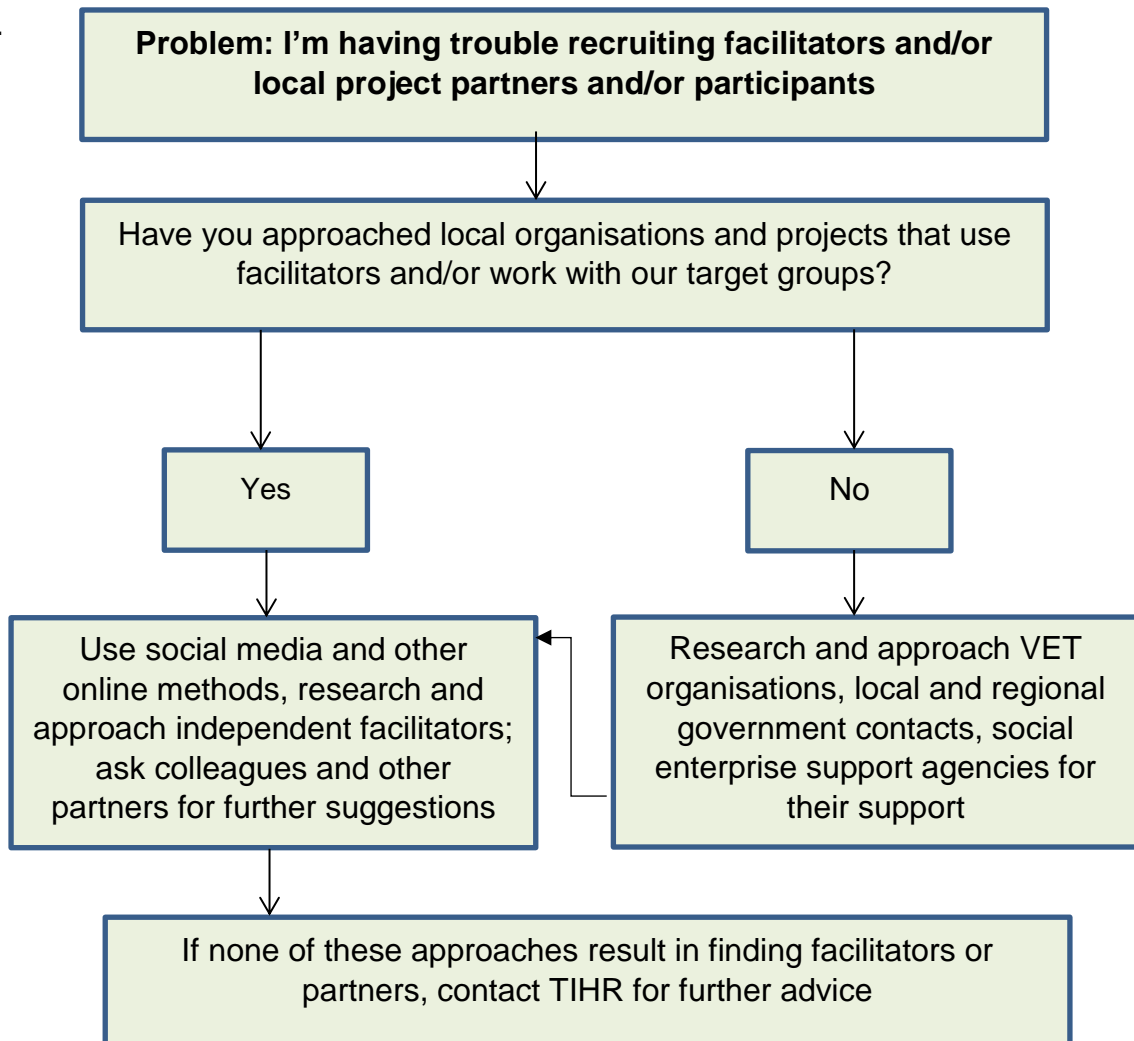 Problem: I'm having trouble recruiting facilitators and/or
local project partners and/or participants
Have you approached local organisations and projects that use
facilitators and/or work with our target groups?
Yes
No
Use social media and other
online methods, research and
approach independent facilitators;
ask colleagues and other
partners for further suggestions
Research and approach VET
organisations, local and regional
government contacts, social
enterprise support agencies for
their support
If none of these approaches result in finding facilitators or
partners, contact TIHR for further advice